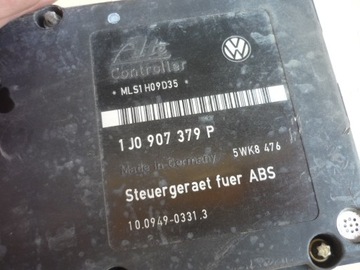 Ate
Controller
* MLS1H09D35 *
1J0 907 379 P
Made in Germany 5WK8 476
Steuergeraet fuer ABS
10.0949-0331.3